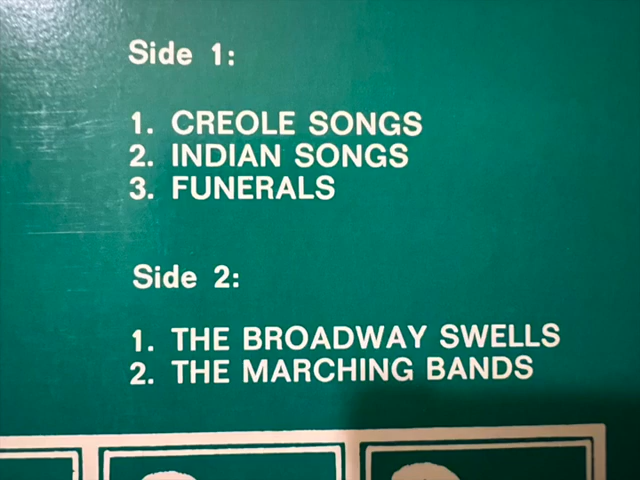 Side 1:
1. CREOLE SONGS
2. INDIAN SONGS
3. FUNERALS
Side 2:
1. THE BROADWAY SWELLS
2. THE MARCHING BANDS